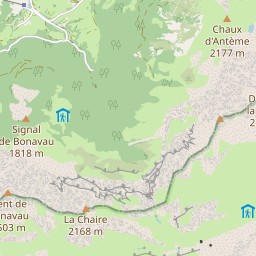 Chaux
d'Antème
2177 m
Signal
de Bonavau
1818 m
La Chaire
2168 m